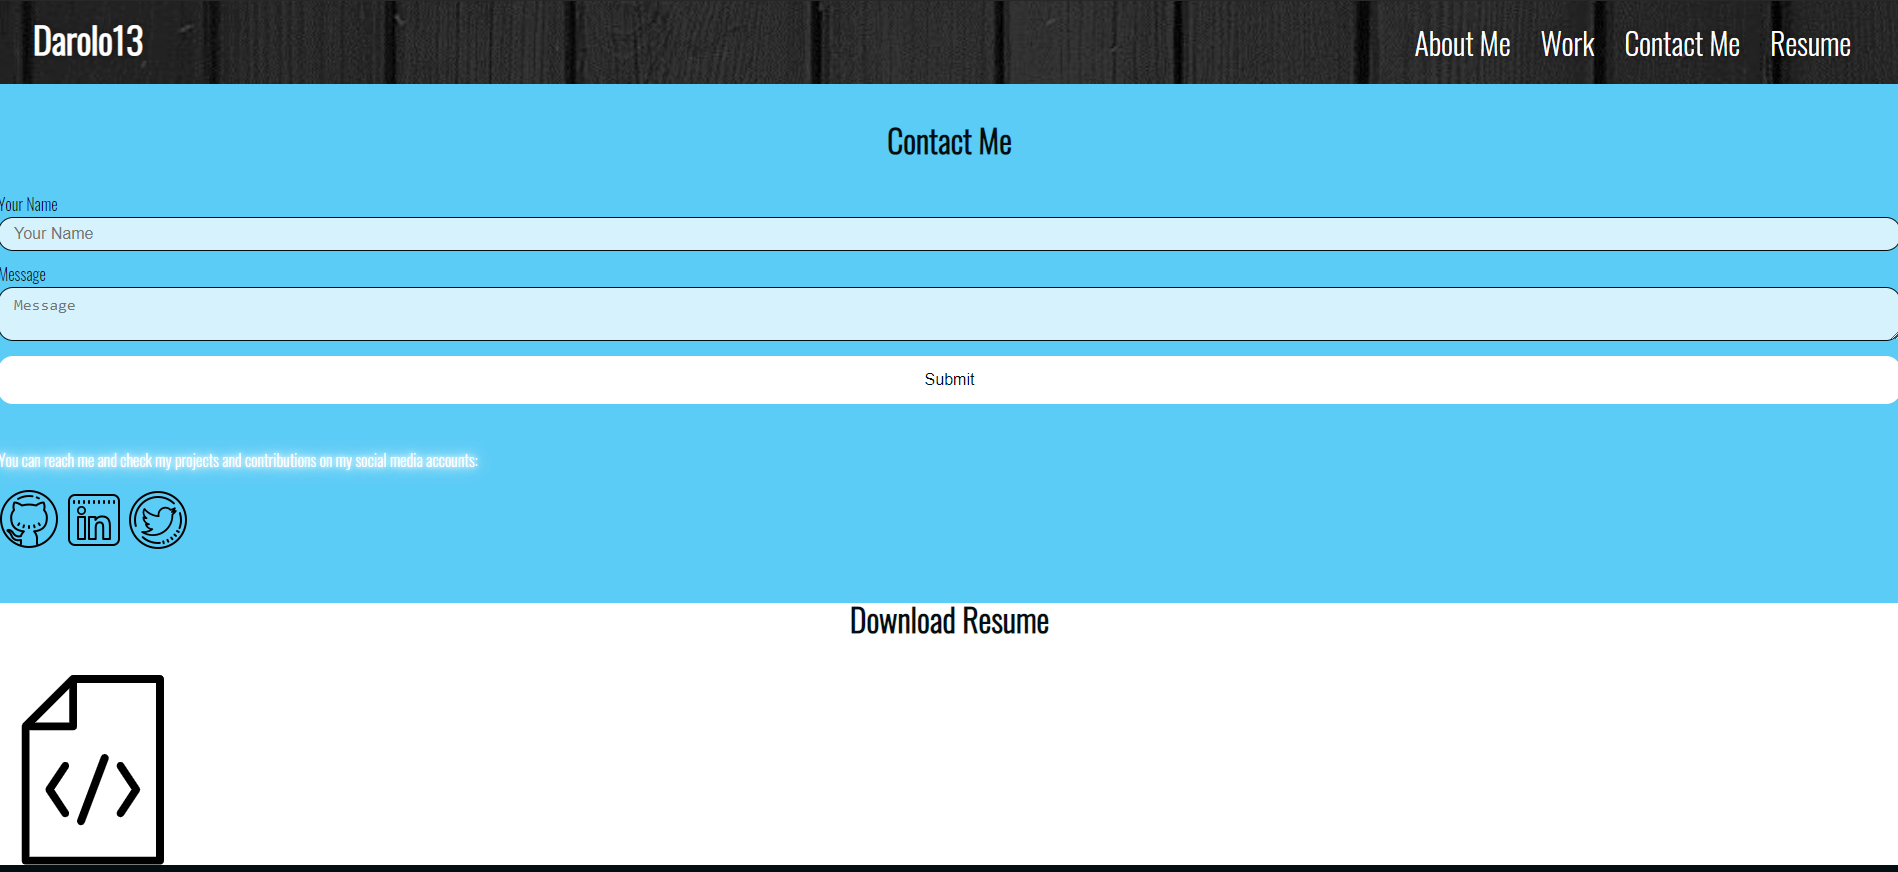 Darolo13
About Me Work Contact Me Resume
Contact Me
Your Name
Your Name
Message
Message
Submit
You can reach me and check my projects and contributions on my social media accounts:
in
Download Resume
</>